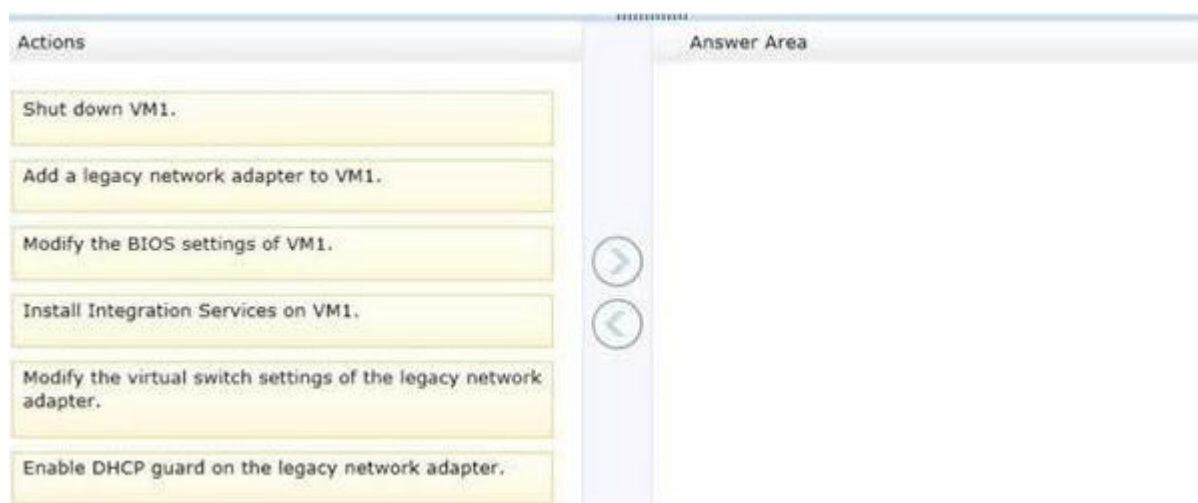 Actions
Answer Area
Shut down VM1.
Add a legacy network adapter to VM1.
Modify the BIOS settings of VM1.
Install Integration Services on VM1.
Modify the virtual switch settings of the legacy network
adapter.
Enable DHCP guard on the legacy network adapter.